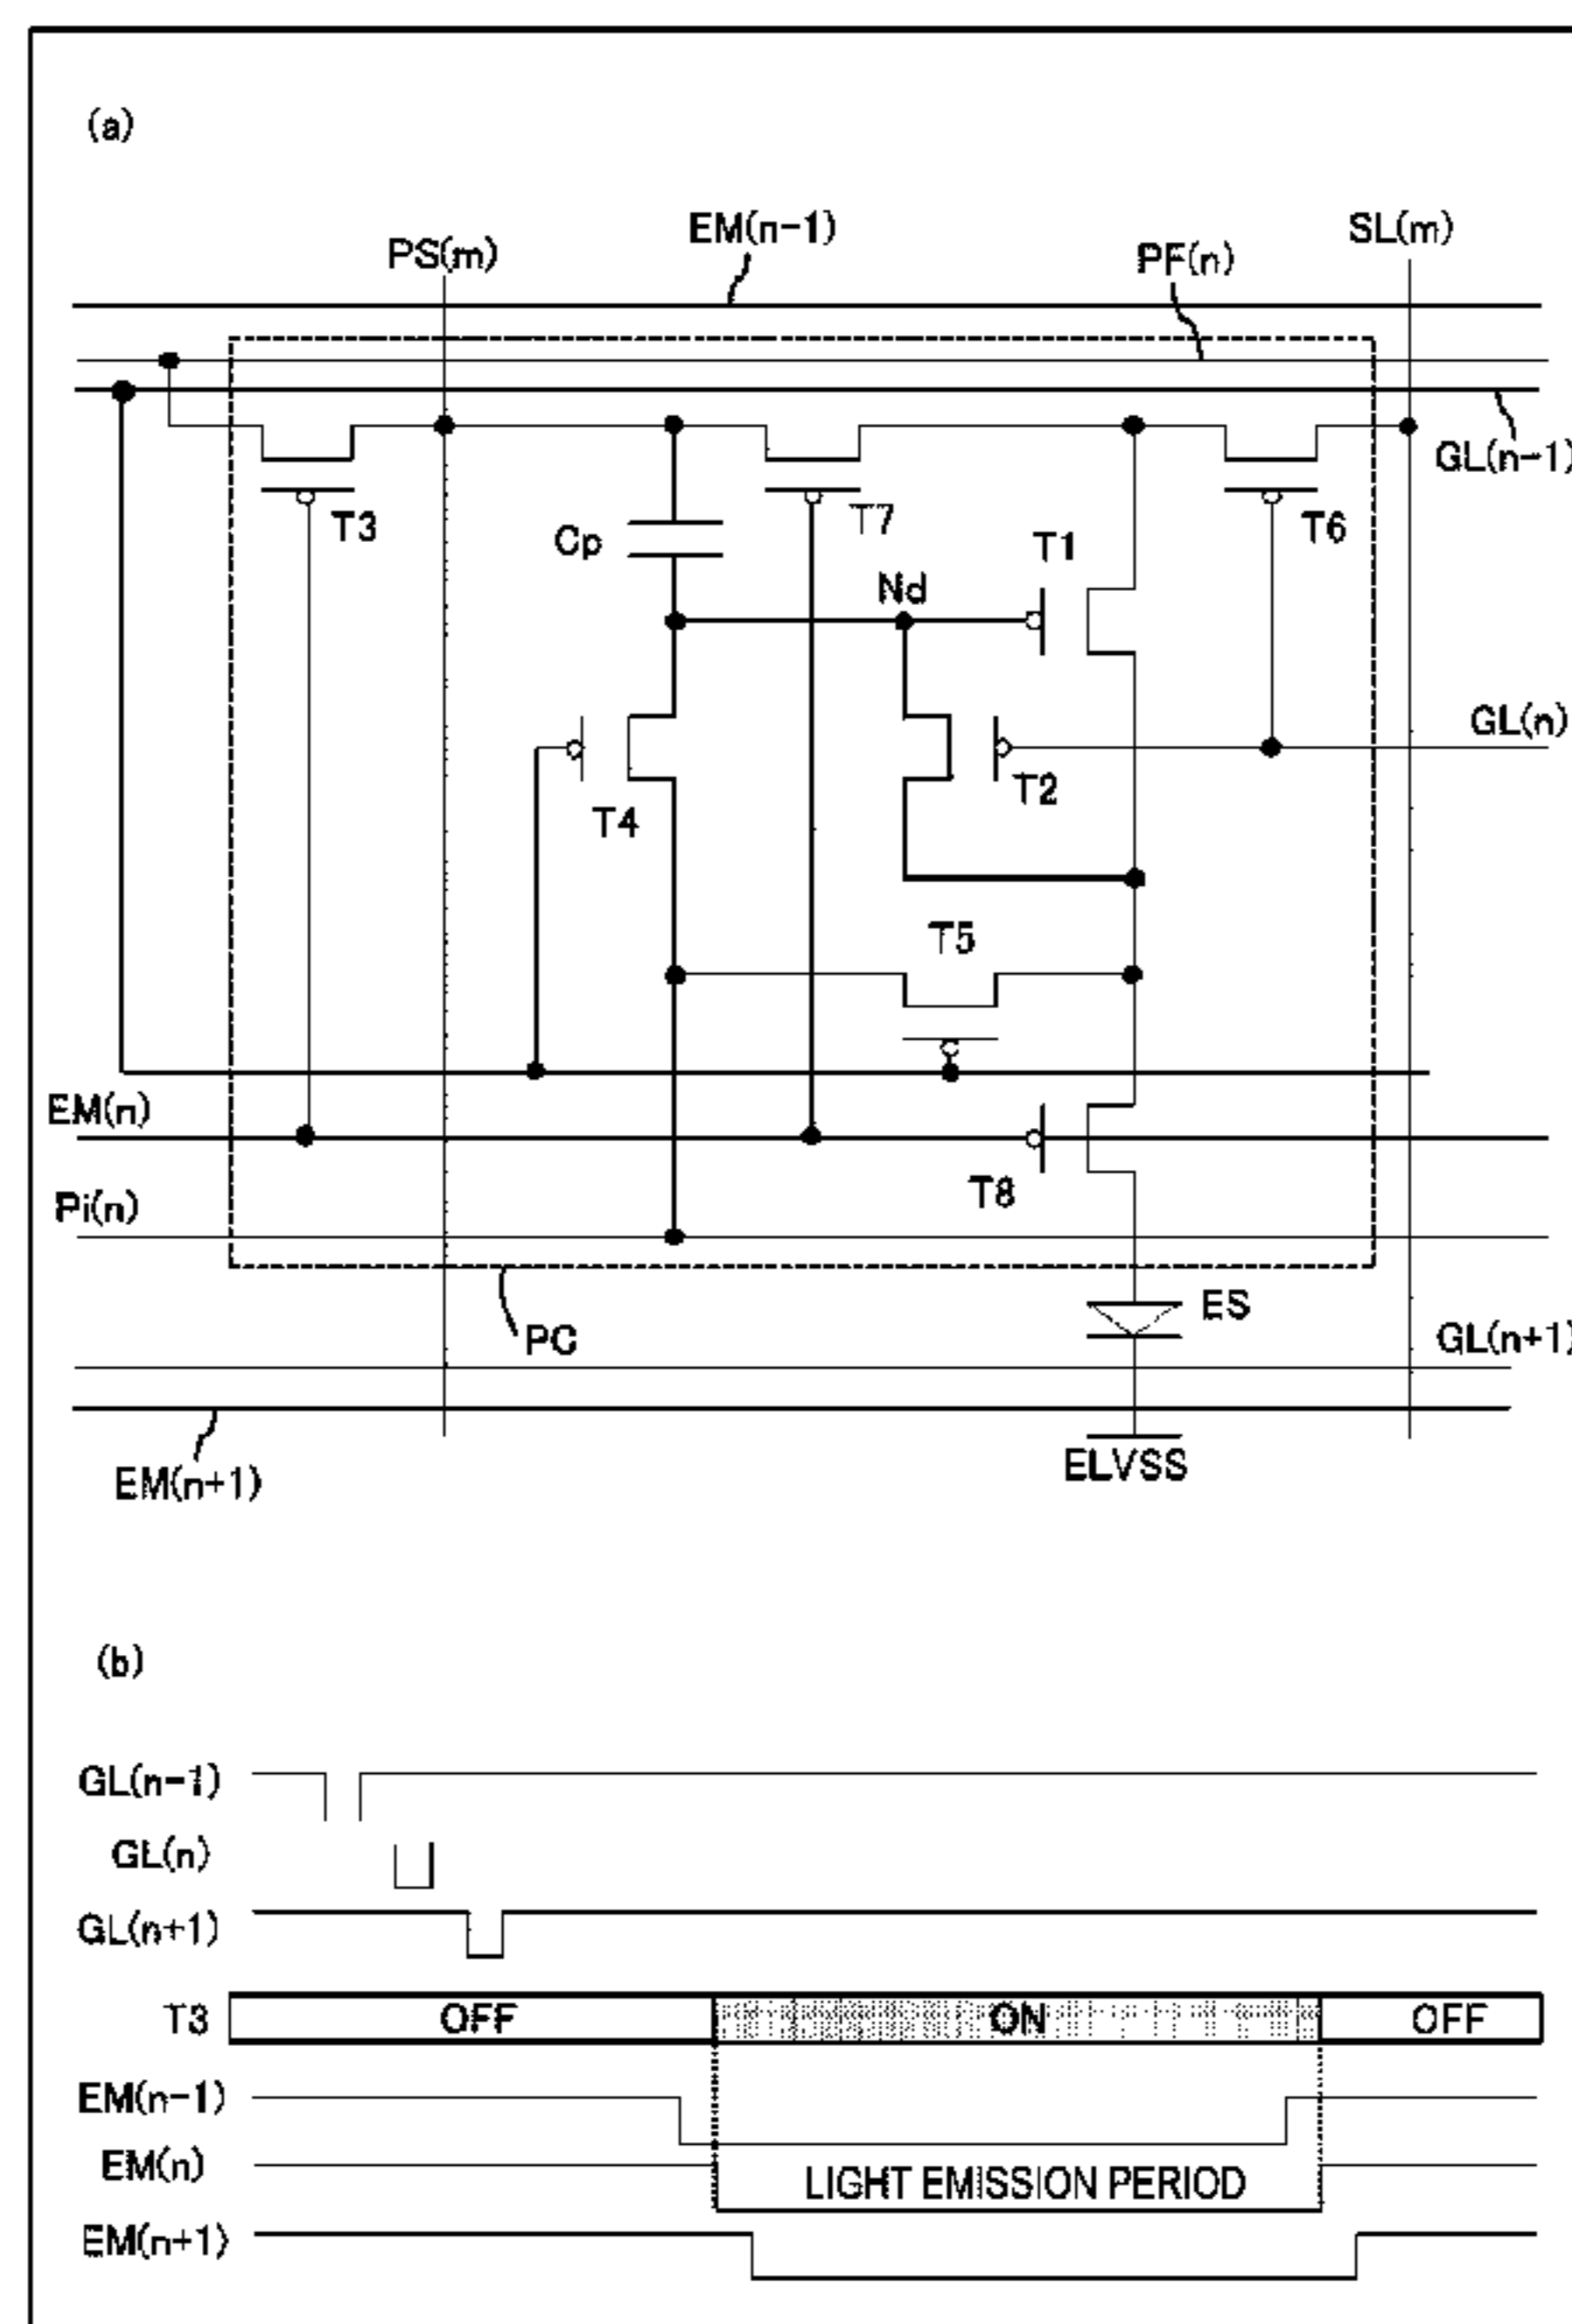 (a)
EM(n-1)
PS(m)
SL(m)
PF(n)
GL(n-1)
T3
T7
T6
Cp
T1
Nd
GL(n)
T2
T4
T5
EM(n)
T8
Pi(n)
ES
PC
GL(n+1)
ELVSS
EM(n+1)
(b)
GL(n-1)
GL(n)
GL(n+1)
T3 OFF ON OFF
EM(n-1)
EM(n) LIGHT EMISSION PERIOD
EM(n+1)